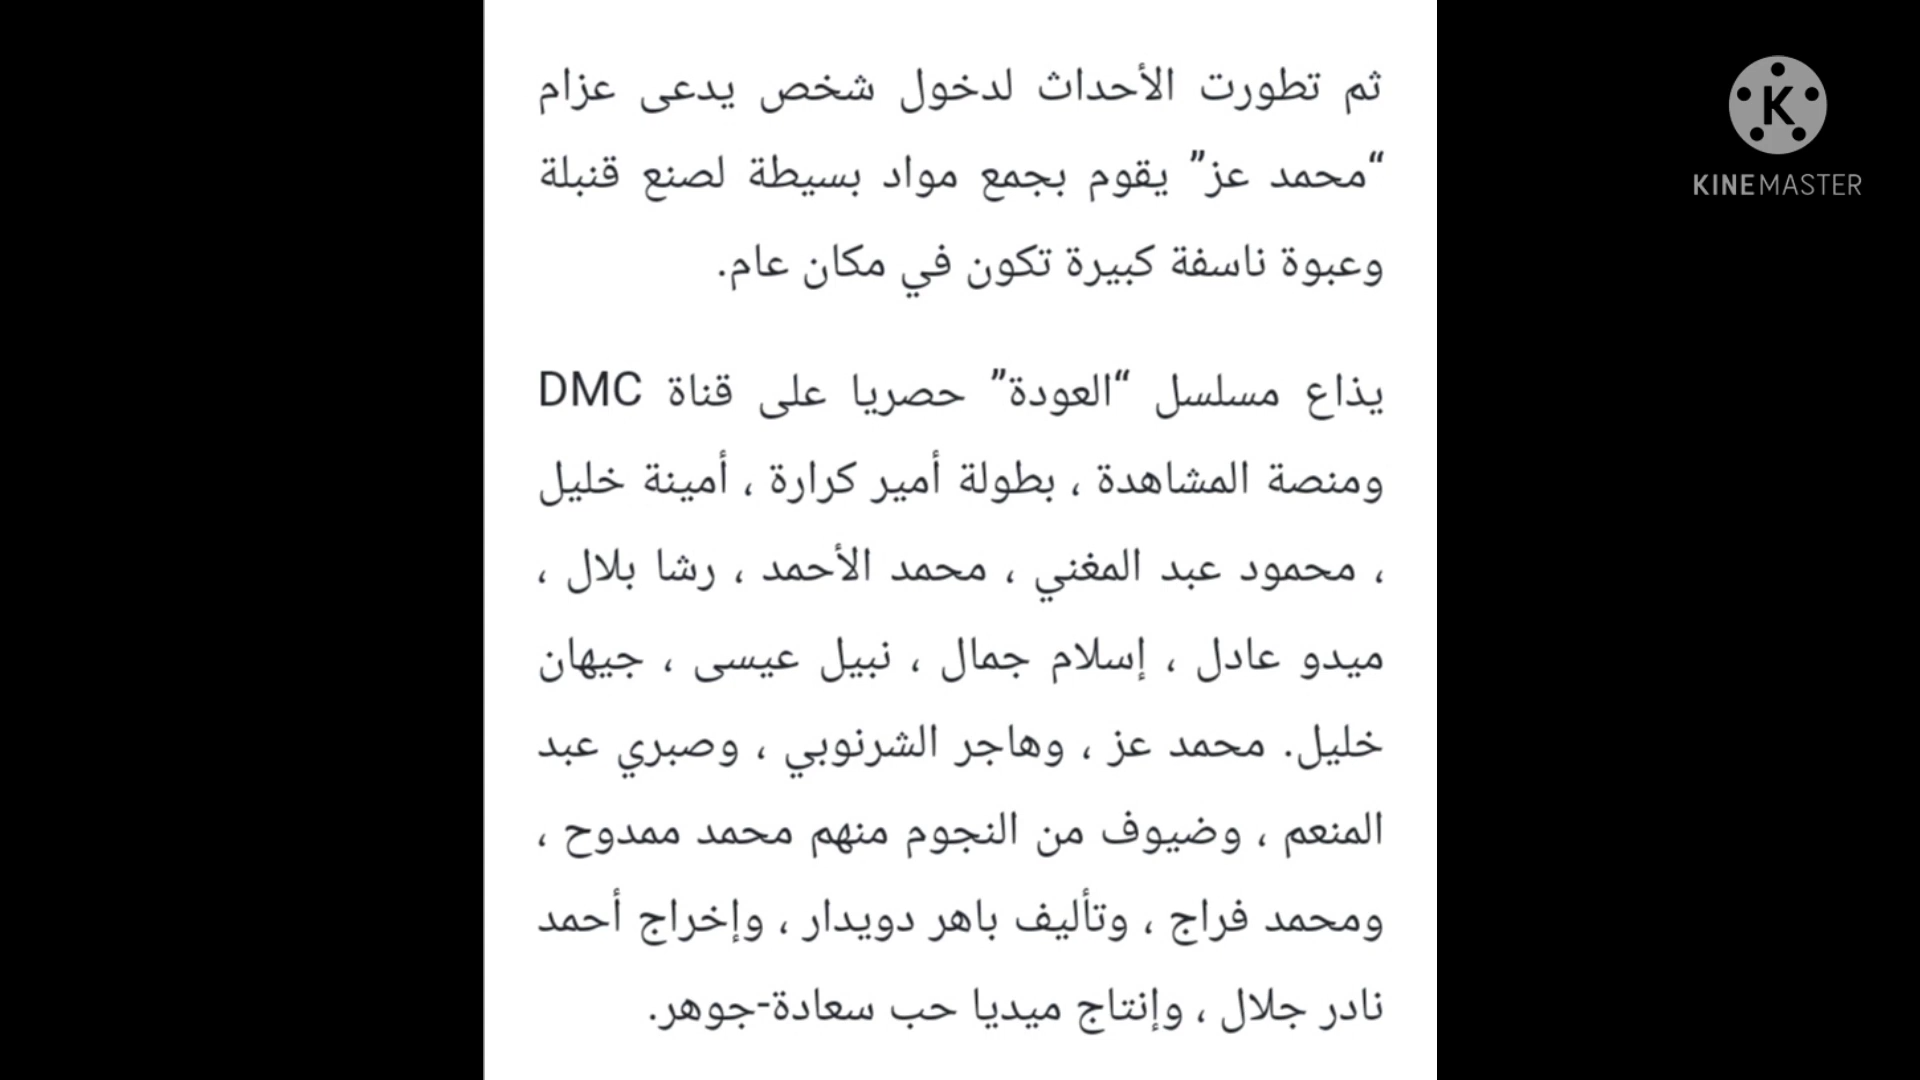 ثم تطورت الأحداث لدخول شخص يدعى عزام
“محمد عز” يقوم بجمع مواد بسيطة لصنع قنبلة
وعبوة ناسفة كبيرة تكون في مكان عام.
يذاع مسلسل “العودة” حصريا على قناة DMC
ومنصة المشاهدة ، بطولة أمير كرارة ، أمينة خليل
، محمود عبد المغني ، محمد الأحمد ، رشا بلال ،
ميدو عادل ، إسلام جمال ، نبيل عيسى ، جيهان
خليل. محمد عز ، وهاجر الشرنوبي ، وصبري عبد
المنعم ، وضيوف من النجوم منهم محمد ممدوح ،
ومحمد فراج ، وتأليف باهر دويدار ، وإخراج أحمد
نادر جلال ، وإنتاج ميديا حب سعادة-جوهر.
K
KINEMASTER